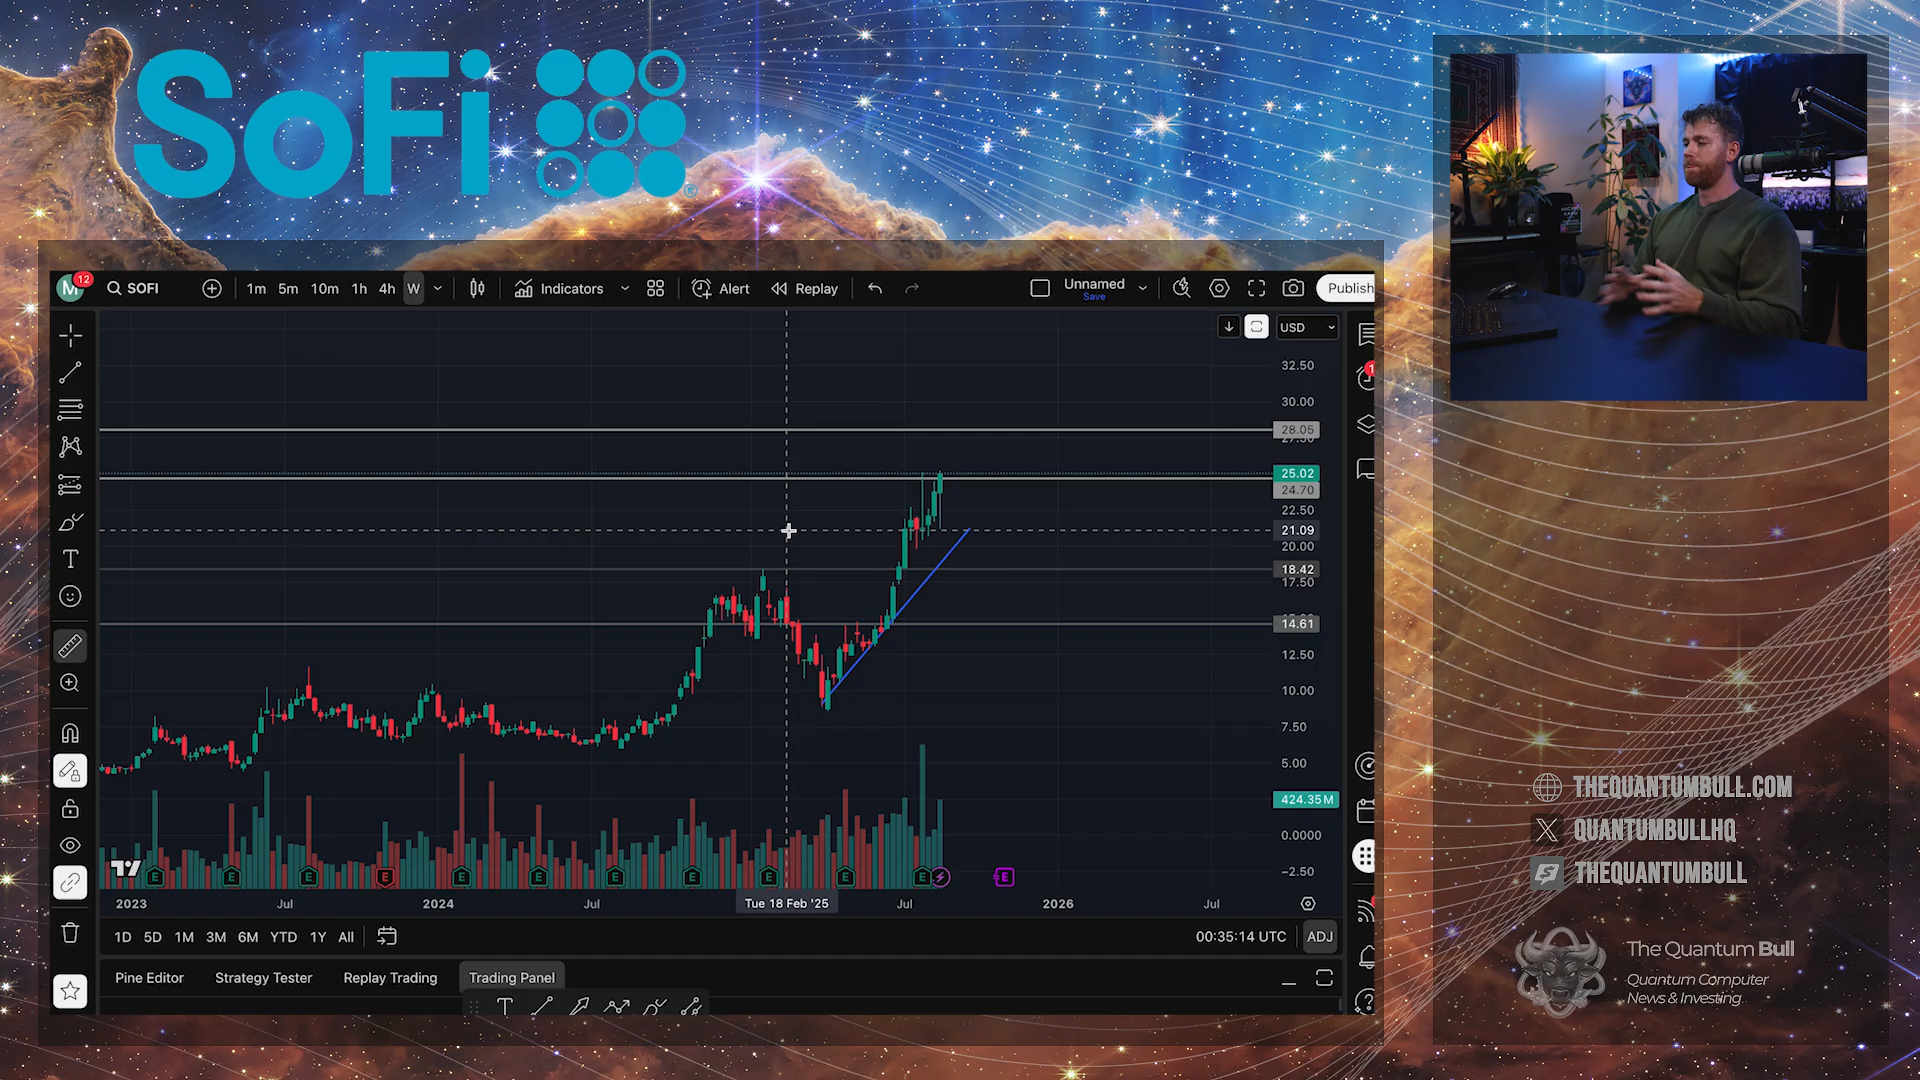 SoFi
M 12 SOFI 1m 5m 10m 1h 4h W Indicators Alert Replay Unnamed Save Publish
USD
32.50
30.00
28.05
27.50
25.02
24.70
22.50
21.09
20.00
18.42
17.50
14.61
12.50
10.00
7.50
5.00
424.35 M
0.0000
−2.50
E E E E E E E E E E E E
2023 Jul 2024 Jul Tue 18 Feb '25 Jul 2026 Jul
1D 5D 1M 3M 6M YTD 1Y All 00:35:14 UTC ADJ
Pine Editor Strategy Tester Replay Trading Trading Panel
THEQUANTUMBULL.COM
QUANTUMBULLHQ
THEQUANTUMBULL
The Quantum Bull
Quantum Computer
News & Investing